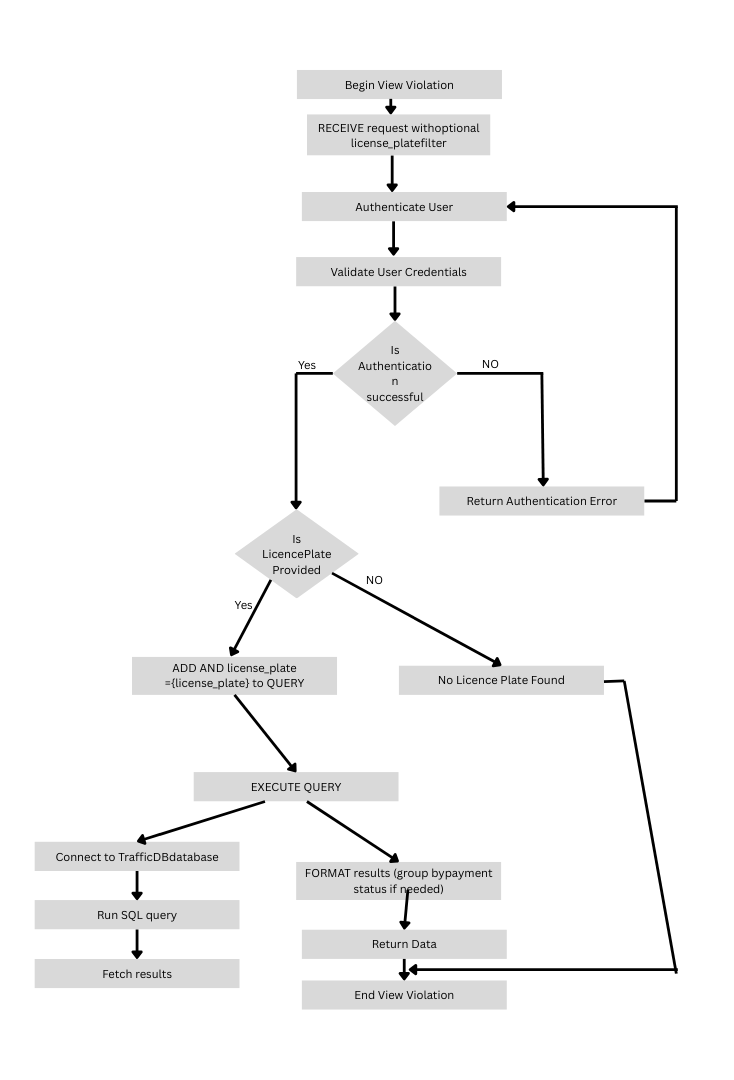 Begin View Violation
RECEIVE request withoptional
license_platefilter
Authenticate User
Validate User Credentials
Is
Authenticatio
n
successful
Yes
NO
Return Authentication Error
Is
LicencePlate
Provided
NO
Yes
ADD AND license_plate
={license_plate} to QUERY
No Licence Plate Found
EXECUTE QUERY
Connect to TrafficDBdatabase
Run SQL query
Fetch results
FORMAT results (group bypayment
status if needed)
Return Data
End View Violation